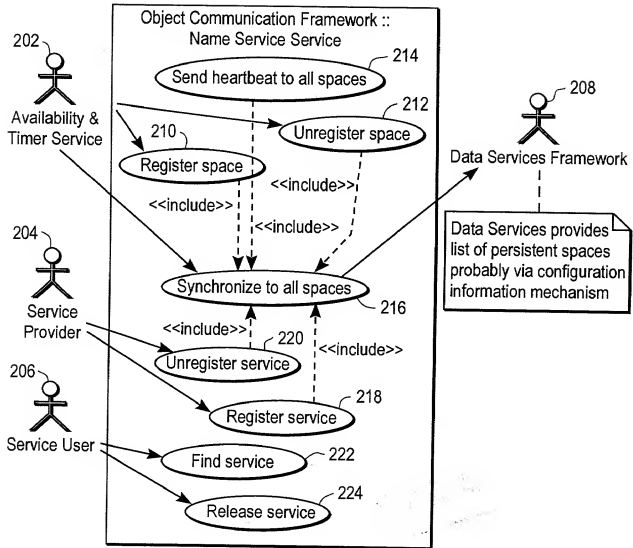 Object Communication Framework ::
Name Service Service
202
Availability &
Timer Service
214
Send heartbeat to all spaces
212
Unregister space
210
Register space
208
Data Services Framework
<<include>>
<<include>>
<<include>>
Data Services provides
list of persistent spaces
probably via configuration
information mechanism
204
Service
Provider
Synchronize to all spaces
216
<<include>>
220
<<include>>
Unregister service
206
Service User
218
Register service
Find service
222
224
Release service